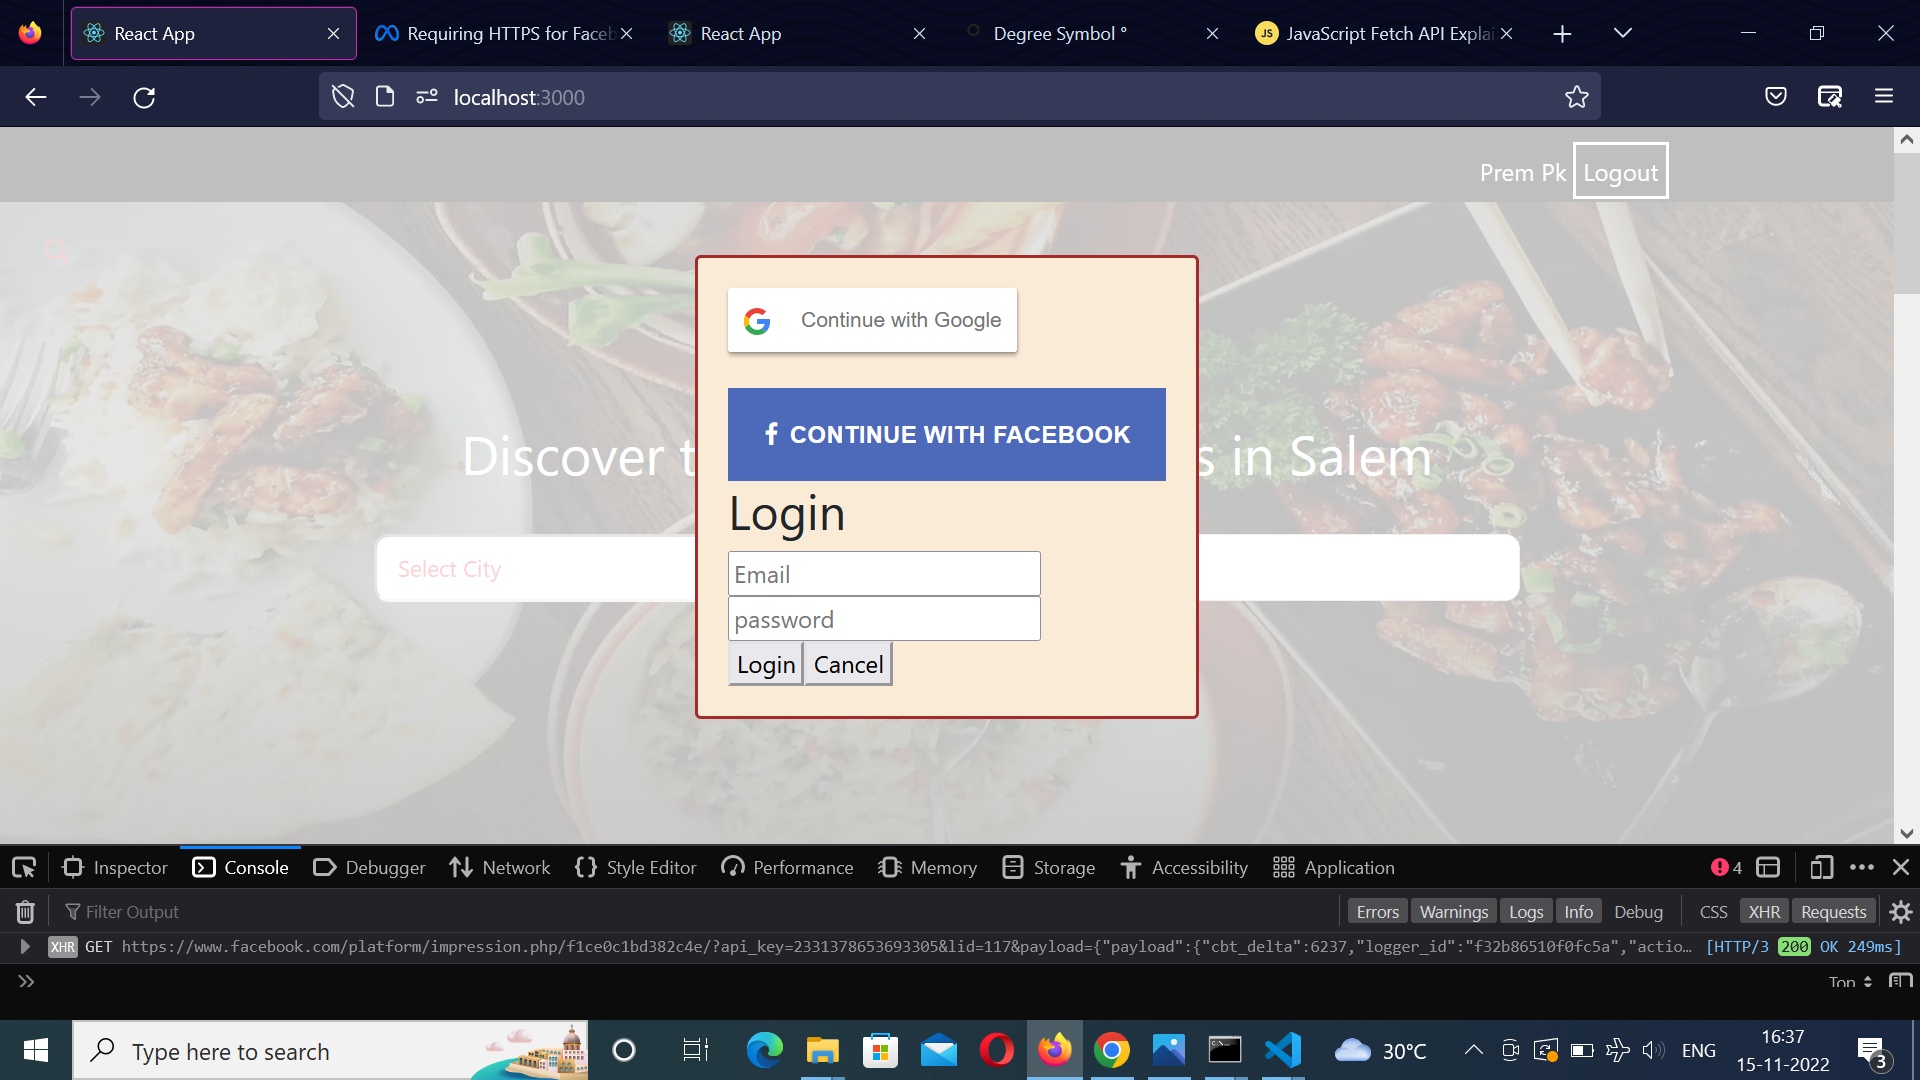 React App
Requiring HTTPS for Faceb
React App
Degree Symbol °
JS JavaScript Fetch API Explai
localhost:3000
Prem Pk Logout
Continue with Google
CONTINUE WITH FACEBOOK
Discover t
s in Salem
Login
Select City
Email
password
Login Cancel
Inspector Console Debugger Network Style Editor Performance Memory Storage Accessibility Application 4
Filter Output Errors Warnings Logs Info Debug CSS XHR Requests
XHR GET https://www.facebook.com/platform/impression.php/f1ce0c1bd382c4e/?api_key=2331378653693305&lid=117&payload={"payload":{"cbt_delta":6237,"logger_id":"f32b86510f0fc5a","actio… [HTTP/3 200 OK 249ms]
Top
Type here to search 30°C ENG 16:37
15-11-2022 3